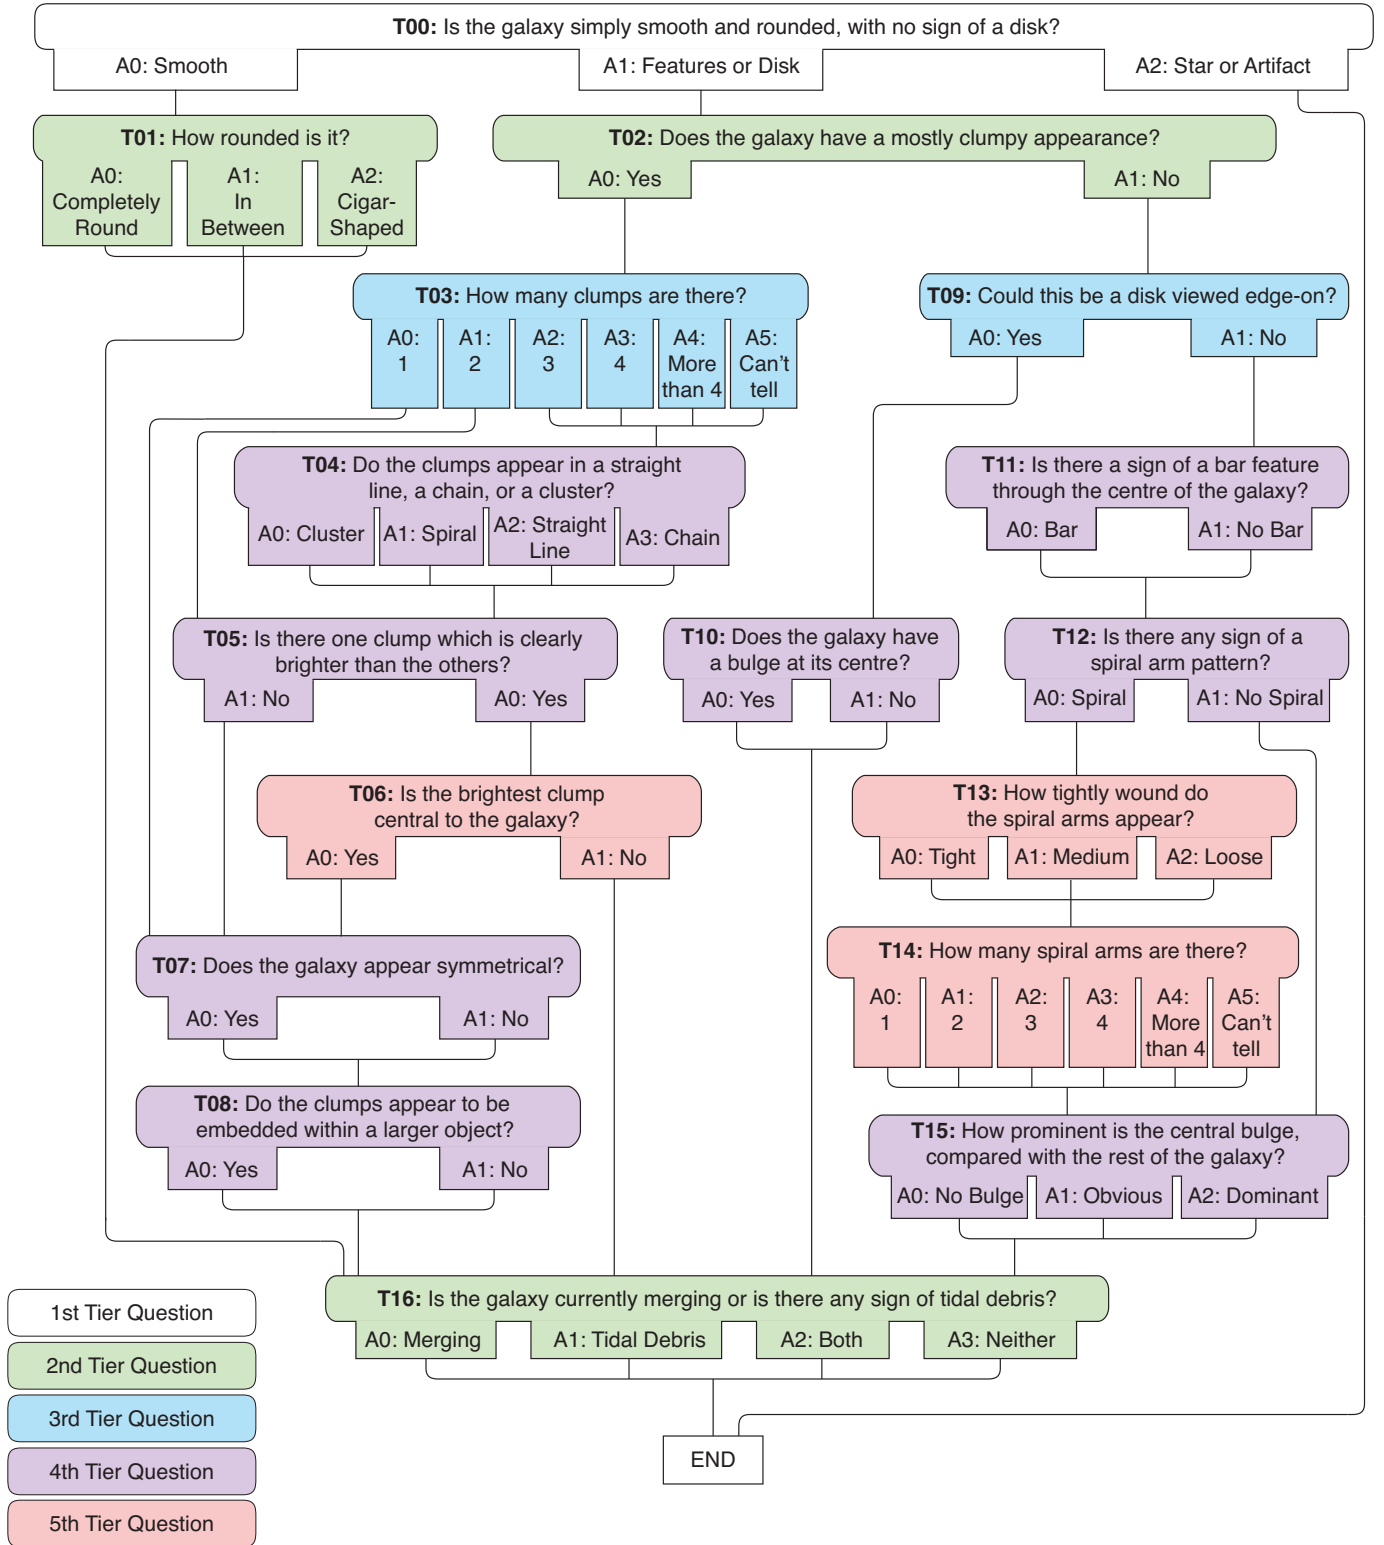 T00: Is the galaxy simply smooth and rounded, with no sign of a disk?
A0: Smooth
A1: Features or Disk
A2: Star or Artifact
T01: How rounded is it?
A0:
Completely
Round
A1:
In
Between
A2:
Cigar-
Shaped
T02: Does the galaxy have a mostly clumpy appearance?
A0: Yes
A1: No
T03: How many clumps are there?
A0:
1
A1:
2
A2:
3
A3:
4
A4:
More
than 4
A5:
Can't
tell
T09: Could this be a disk viewed edge-on?
A0: Yes
A1: No
T04: Do the clumps appear in a straight
line, a chain, or a cluster?
A0: Cluster
A1: Spiral
A2: Straight
Line
A3: Chain
T11: Is there a sign of a bar feature
through the centre of the galaxy?
A0: Bar
A1: No Bar
T05: Is there one clump which is clearly
brighter than the others?
A1: No
A0: Yes
T10: Does the galaxy have
a bulge at its centre?
A0: Yes
A1: No
T12: Is there any sign of a
spiral arm pattern?
A0: Spiral
A1: No Spiral
T06: Is the brightest clump
central to the galaxy?
A0: Yes
A1: No
T13: How tightly wound do
the spiral arms appear?
A0: Tight
A1: Medium
A2: Loose
T07: Does the galaxy appear symmetrical?
A0: Yes
A1: No
T14: How many spiral arms are there?
A0:
1
A1:
2
A2:
3
A3:
4
A4:
More
than 4
A5:
Can't
tell
T08: Do the clumps appear to be
embedded within a larger object?
A0: Yes
A1: No
T15: How prominent is the central bulge,
compared with the rest of the galaxy?
A0: No Bulge
A1: Obvious
A2: Dominant
T16: Is the galaxy currently merging or is there any sign of tidal debris?
A0: Merging
A1: Tidal Debris
A2: Both
A3: Neither
END
1st Tier Question
2nd Tier Question
3rd Tier Question
4th Tier Question
5th Tier Question